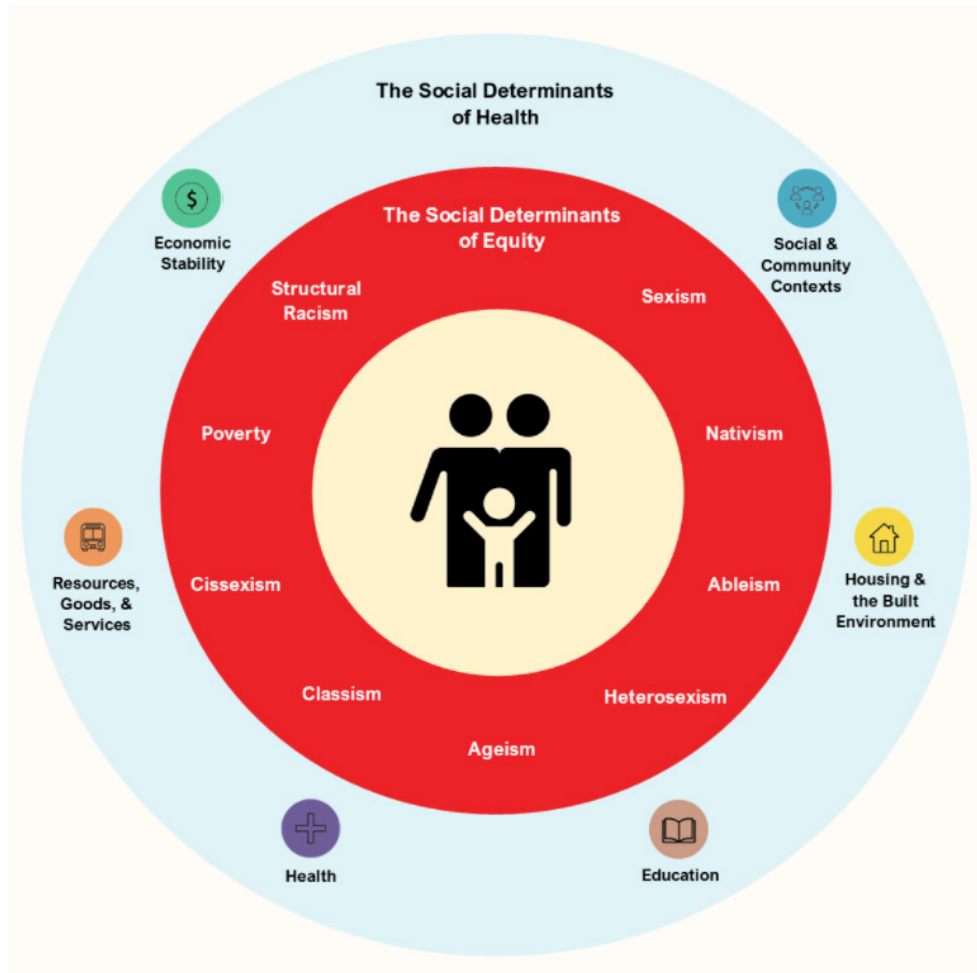 The Social Determinants
of Health
Economic
Stability
Social &
Community
Contexts
The Social Determinants
of Equity
Structural
Racism
Sexism
Poverty
Nativism
Resources,
Goods, &
Services
Cissexism
Ableism
Housing &
the Built
Environment
Classism
Heterosexism
Ageism
Health
Education
$